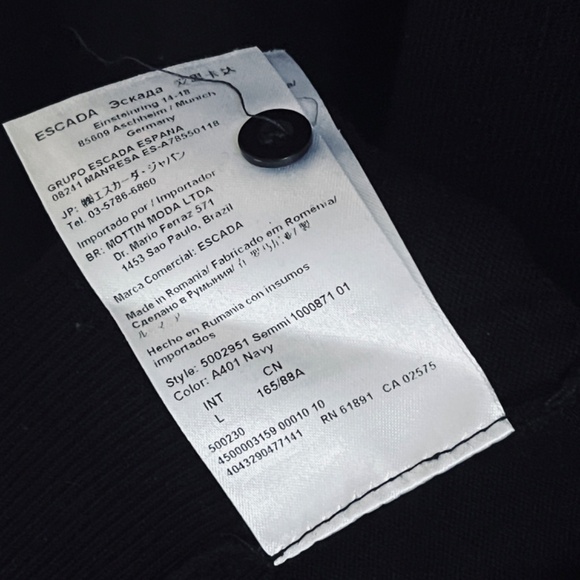 ESCADA Эскада
Einsteinring 14-18
85609 Aschheim / Munich
Germany
GRUPO ESCADA ESPANA
08241 MANRESA ES-A78550118
JP: ㈱エスカーダ・ジャパン
Tel. 03-5786-6860
Importado por / Importador
BR: MOTTIN MODA LTDA
Dr. Mario Ferraz 571
1453 Sao Paulo, Brazil
Marca Comercial: ESCADA
Made in Romania/ Fabricado em Romênia/
Сделано в Румынии/
Hecho en Rumania con insumos
importados
Style: 5002951 Semmi 1000871 01
Color: A401 Navy
INT CN
L 165/88A
500230
4500003159 00010 10
4043290477141 RN 61891 CA 02575